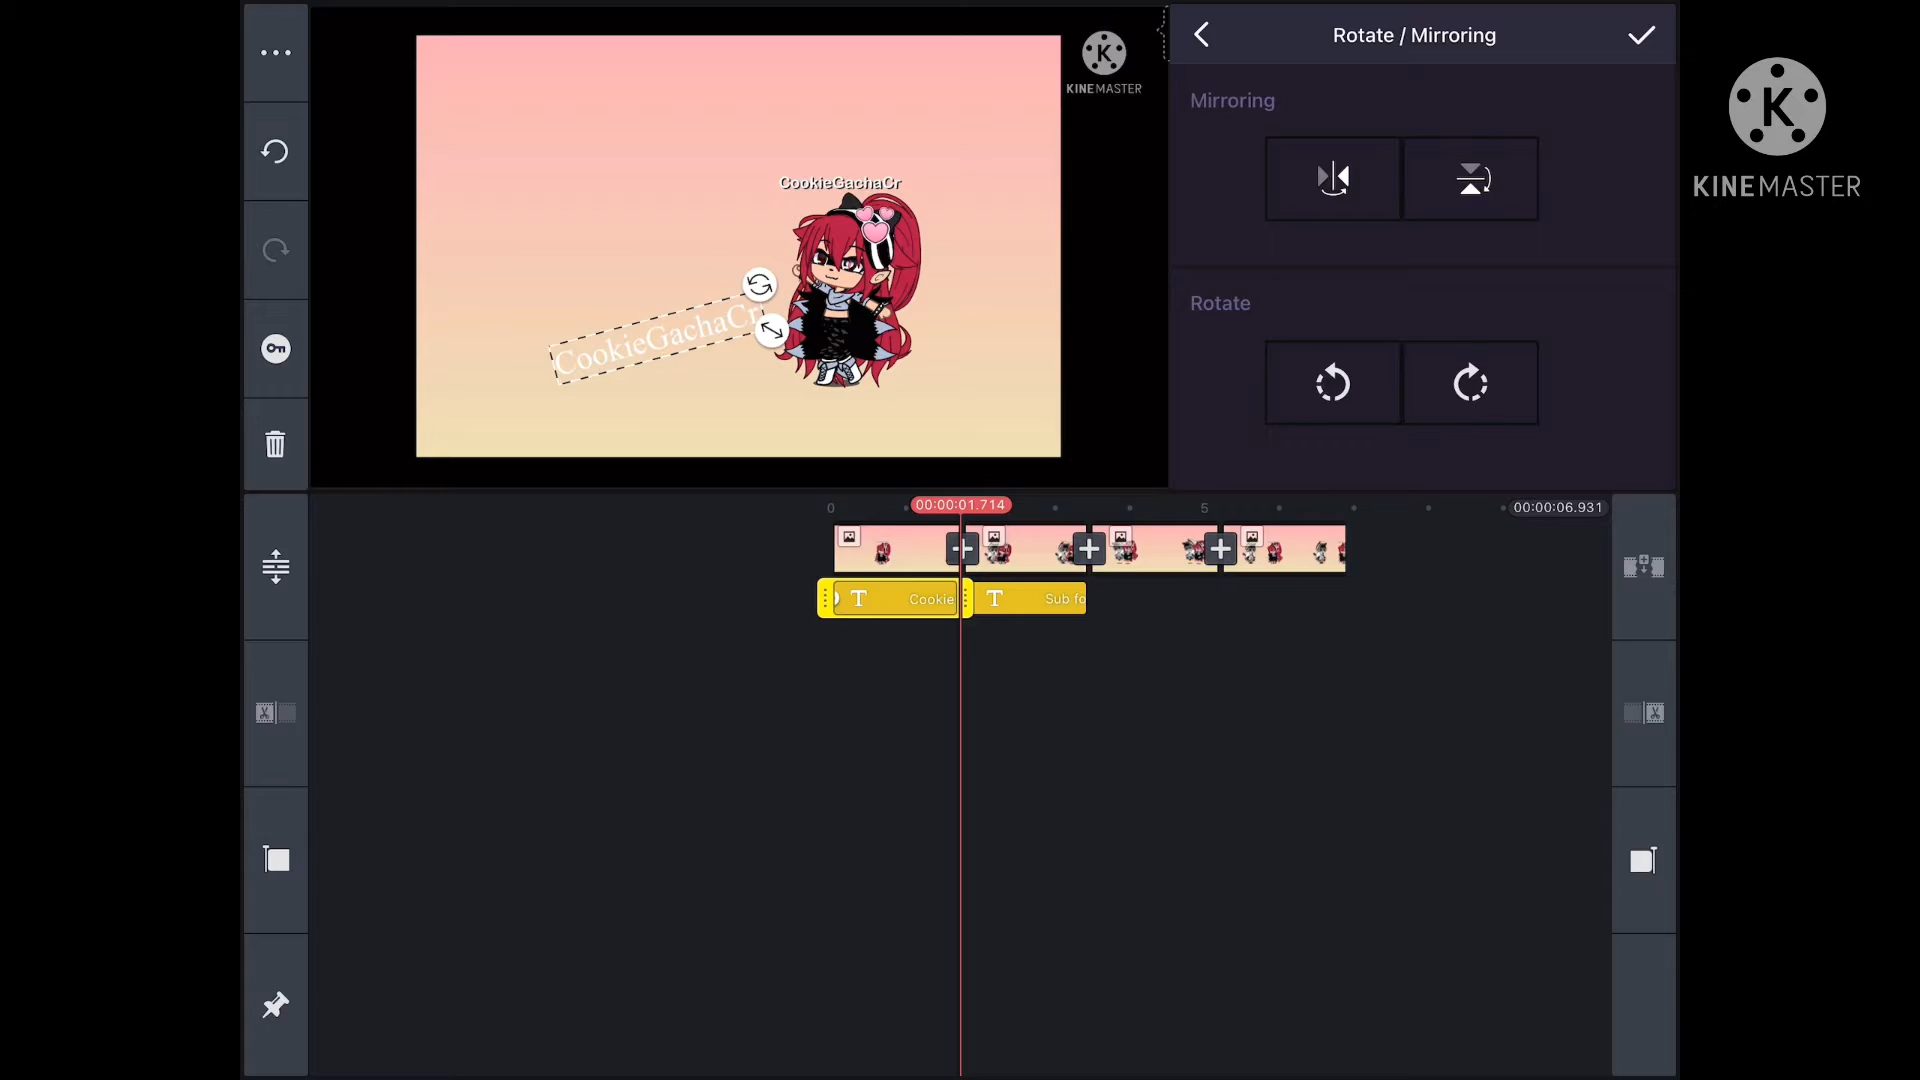 KINEMASTER
Rotate / Mirroring
Mirroring
KINEMASTER
CookieGachaCr
CookieGachaCr
Rotate
0
00:00:01.714
5
00:00:06.931
T Cookie
T Sub fo